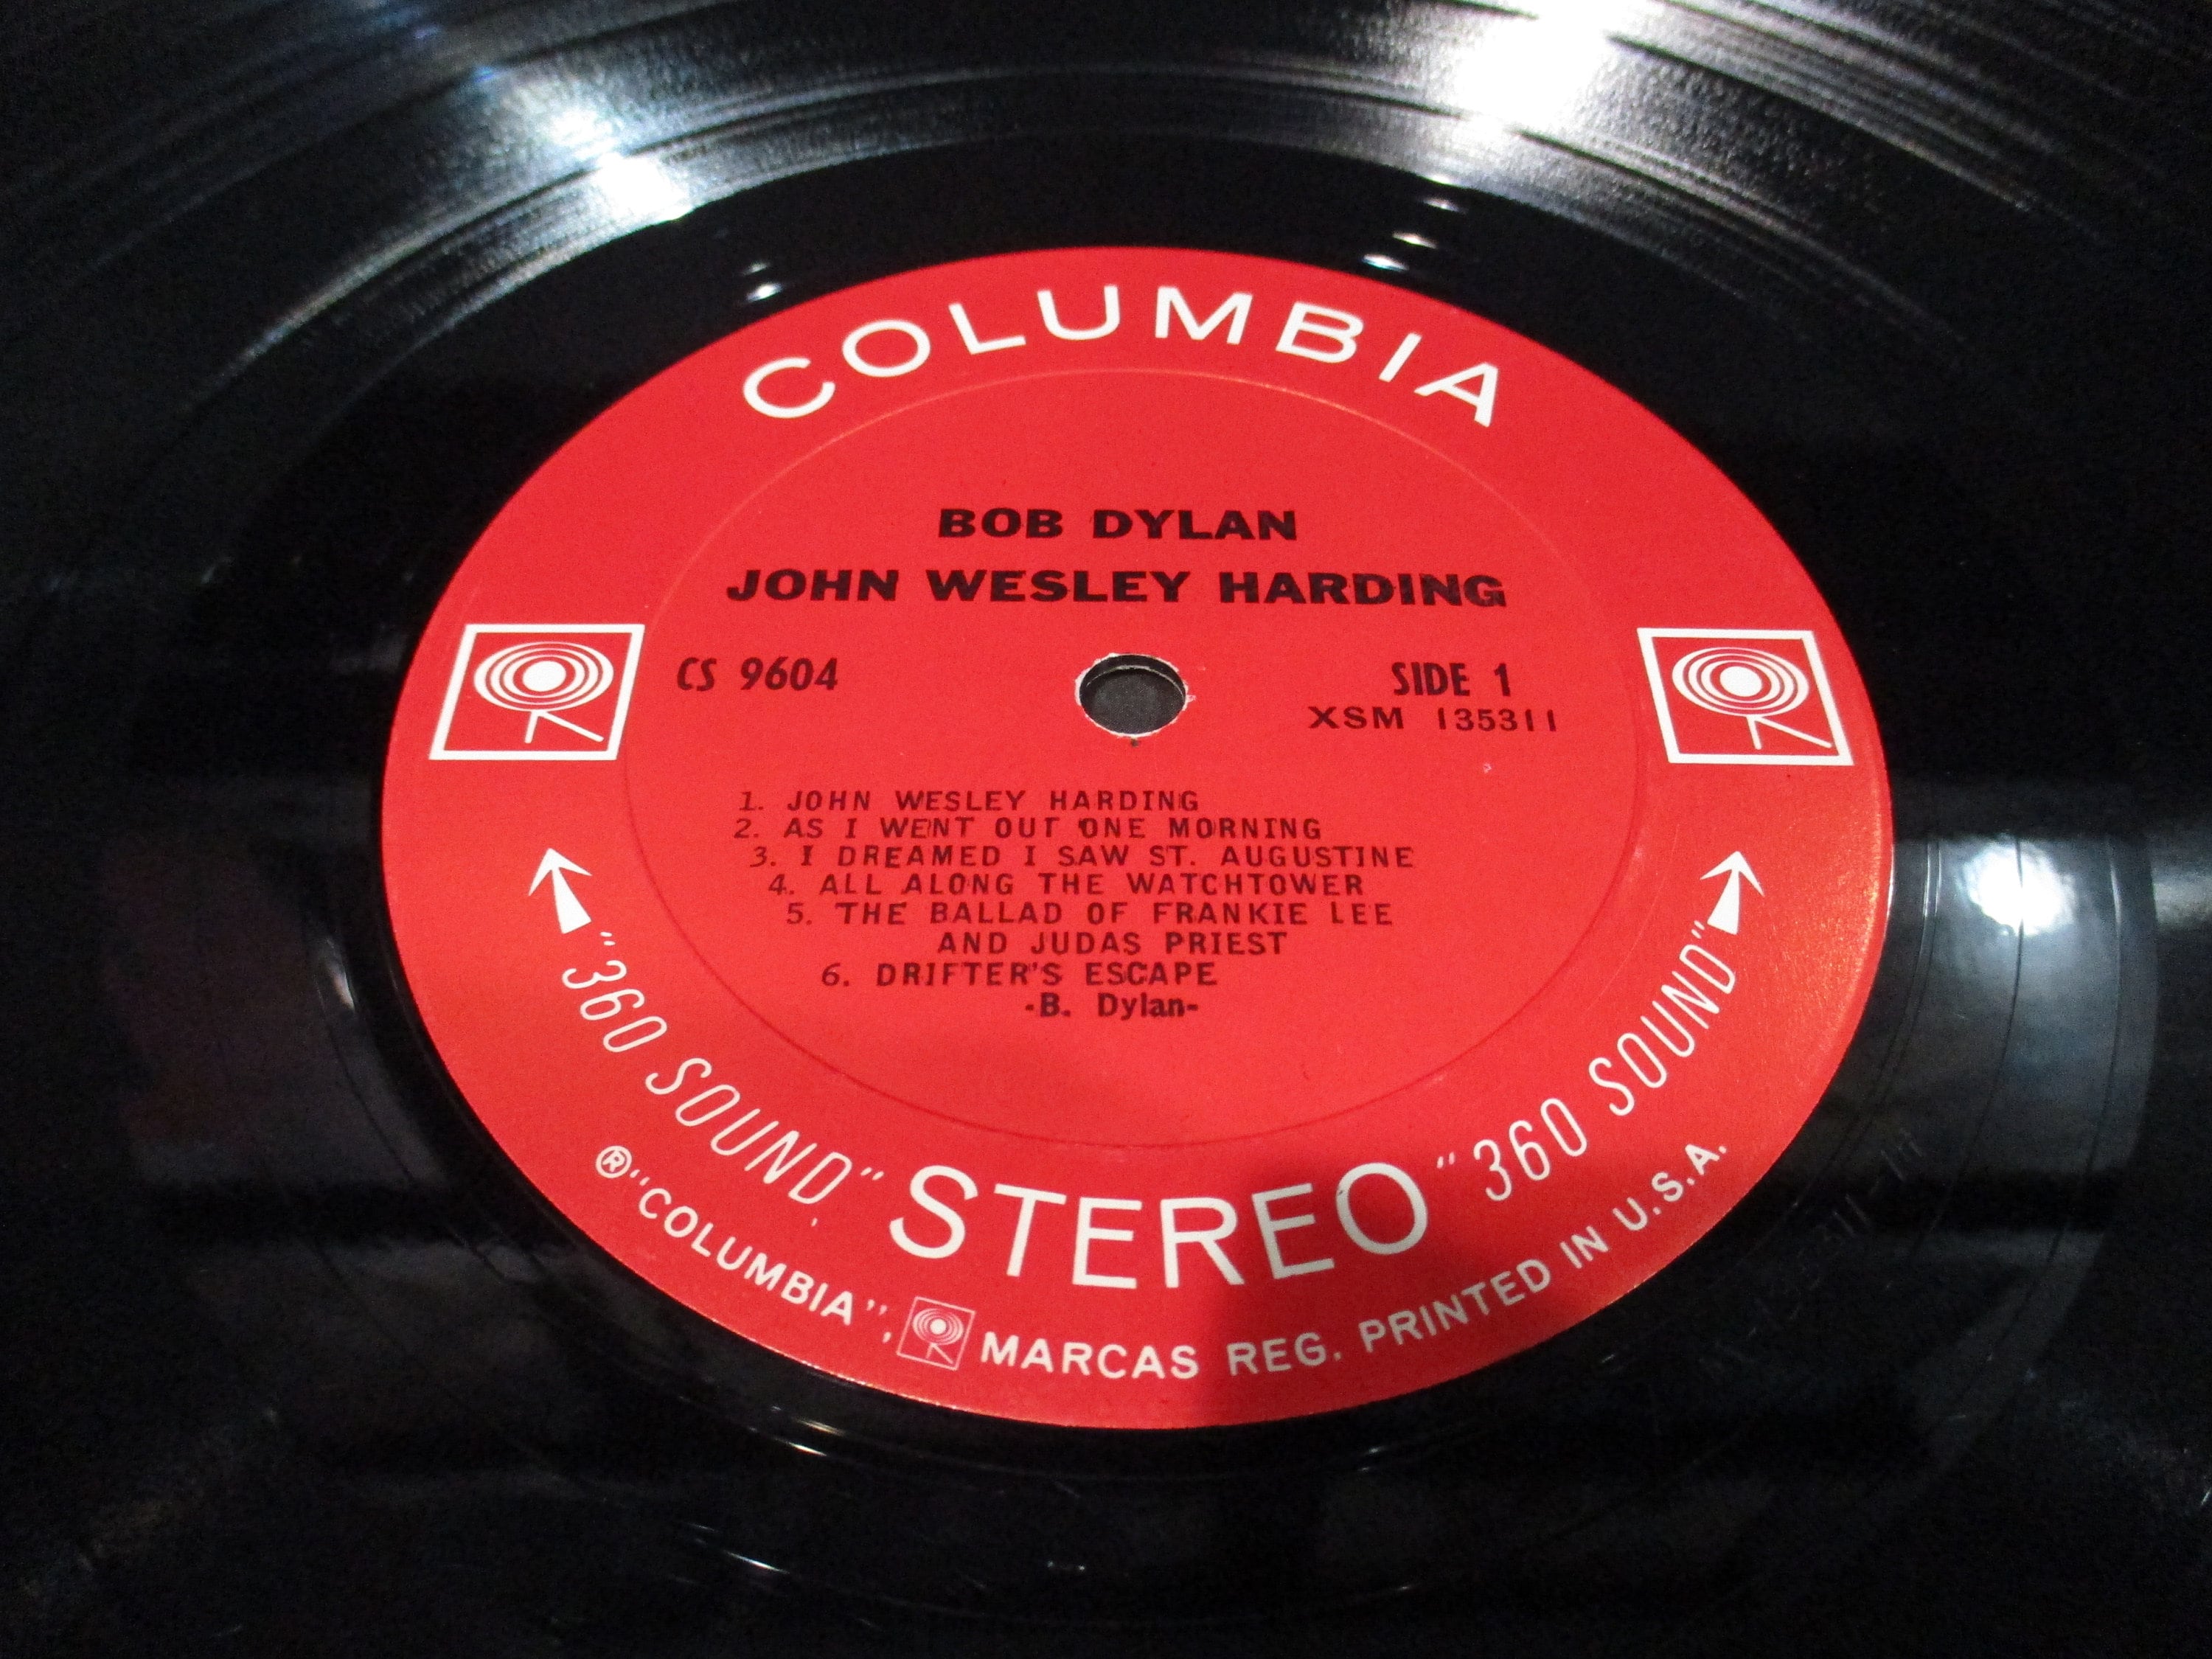 COLUMBIA
BOB DYLAN
JOHN WESLEY HARDING
CS 9604
SIDE 1
XSM 135311
1. JOHN WESLEY HARDING
2. AS I WENT OUT ONE MORNING
3. I DREAMED I SAW ST. AUGUSTINE
4. ALL ALONG THE WATCHTOWER
5. THE BALLAD OF FRANKIE LEE
AND JUDAS PRIEST
6. DRIFTER'S ESCAPE
-B. Dylan-
"360 SOUND" STEREO "360 SOUND"
®"COLUMBIA", MARCAS REG. PRINTED IN U.S.A.